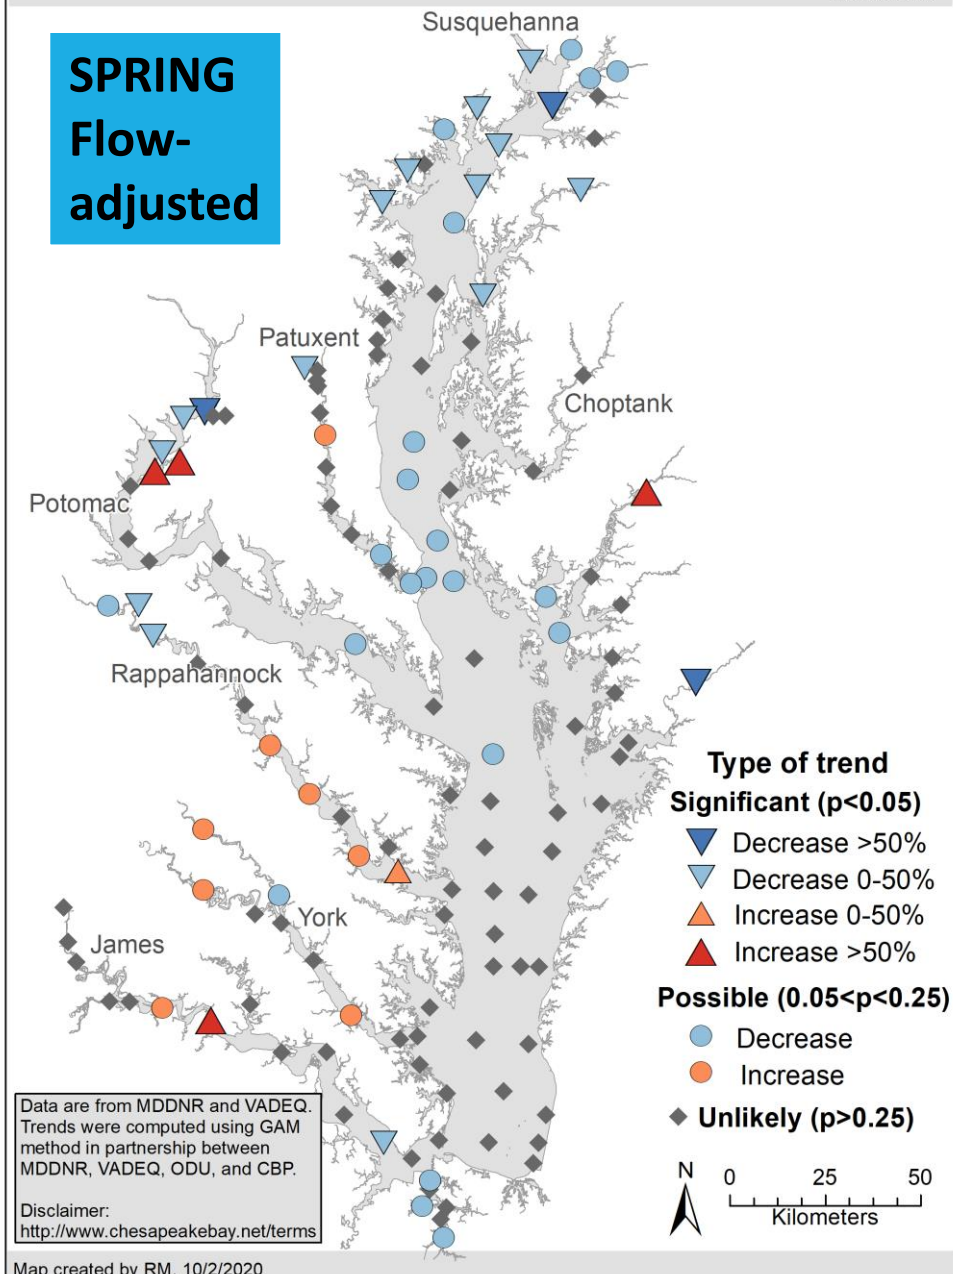 Susquehanna
SPRING
Flow-
adjusted
Patuxent
Choptank
Potomac
Rappahannock
York
James
Type of trend
Significant (p<0.05)
Decrease >50%
Decrease 0-50%
Increase 0-50%
Increase >50%
Possible (0.05<p<0.25)
Decrease
Increase
Unlikely (p>0.25)
Data are from MDDNR and VADEQ.
Trends were computed using GAM
method in partnership between
MDDNR, VADEQ, ODU, and CBP.
Disclaimer:
http://www.chesapeakebay.net/terms
N
0 25 50
Kilometers
Map created by RM, 10/2/2020